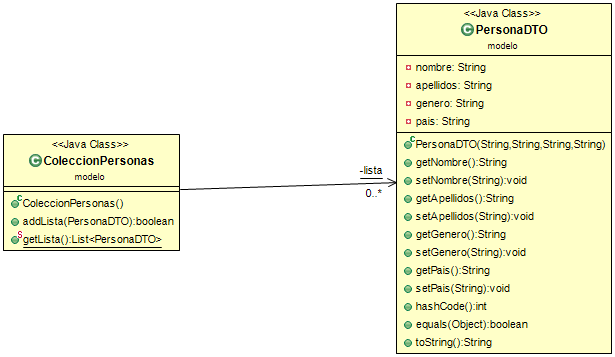 <<Java Class>>
ColeccionPersonas
modelo
ColeccionPersonas()
addLista(PersonaDTO):boolean
getLista():List<PersonaDTO>
-lista
0..*
<<Java Class>>
PersonaDTO
modelo
nombre: String
apellidos: String
genero: String
pais: String
PersonaDTO(String,String,String,String)
getNombre():String
setNombre(String):void
getApellidos():String
setApellidos(String):void
getGenero():String
setGenero(String):void
getPais():String
setPais(String):void
hashCode():int
equals(Object):boolean
toString():String